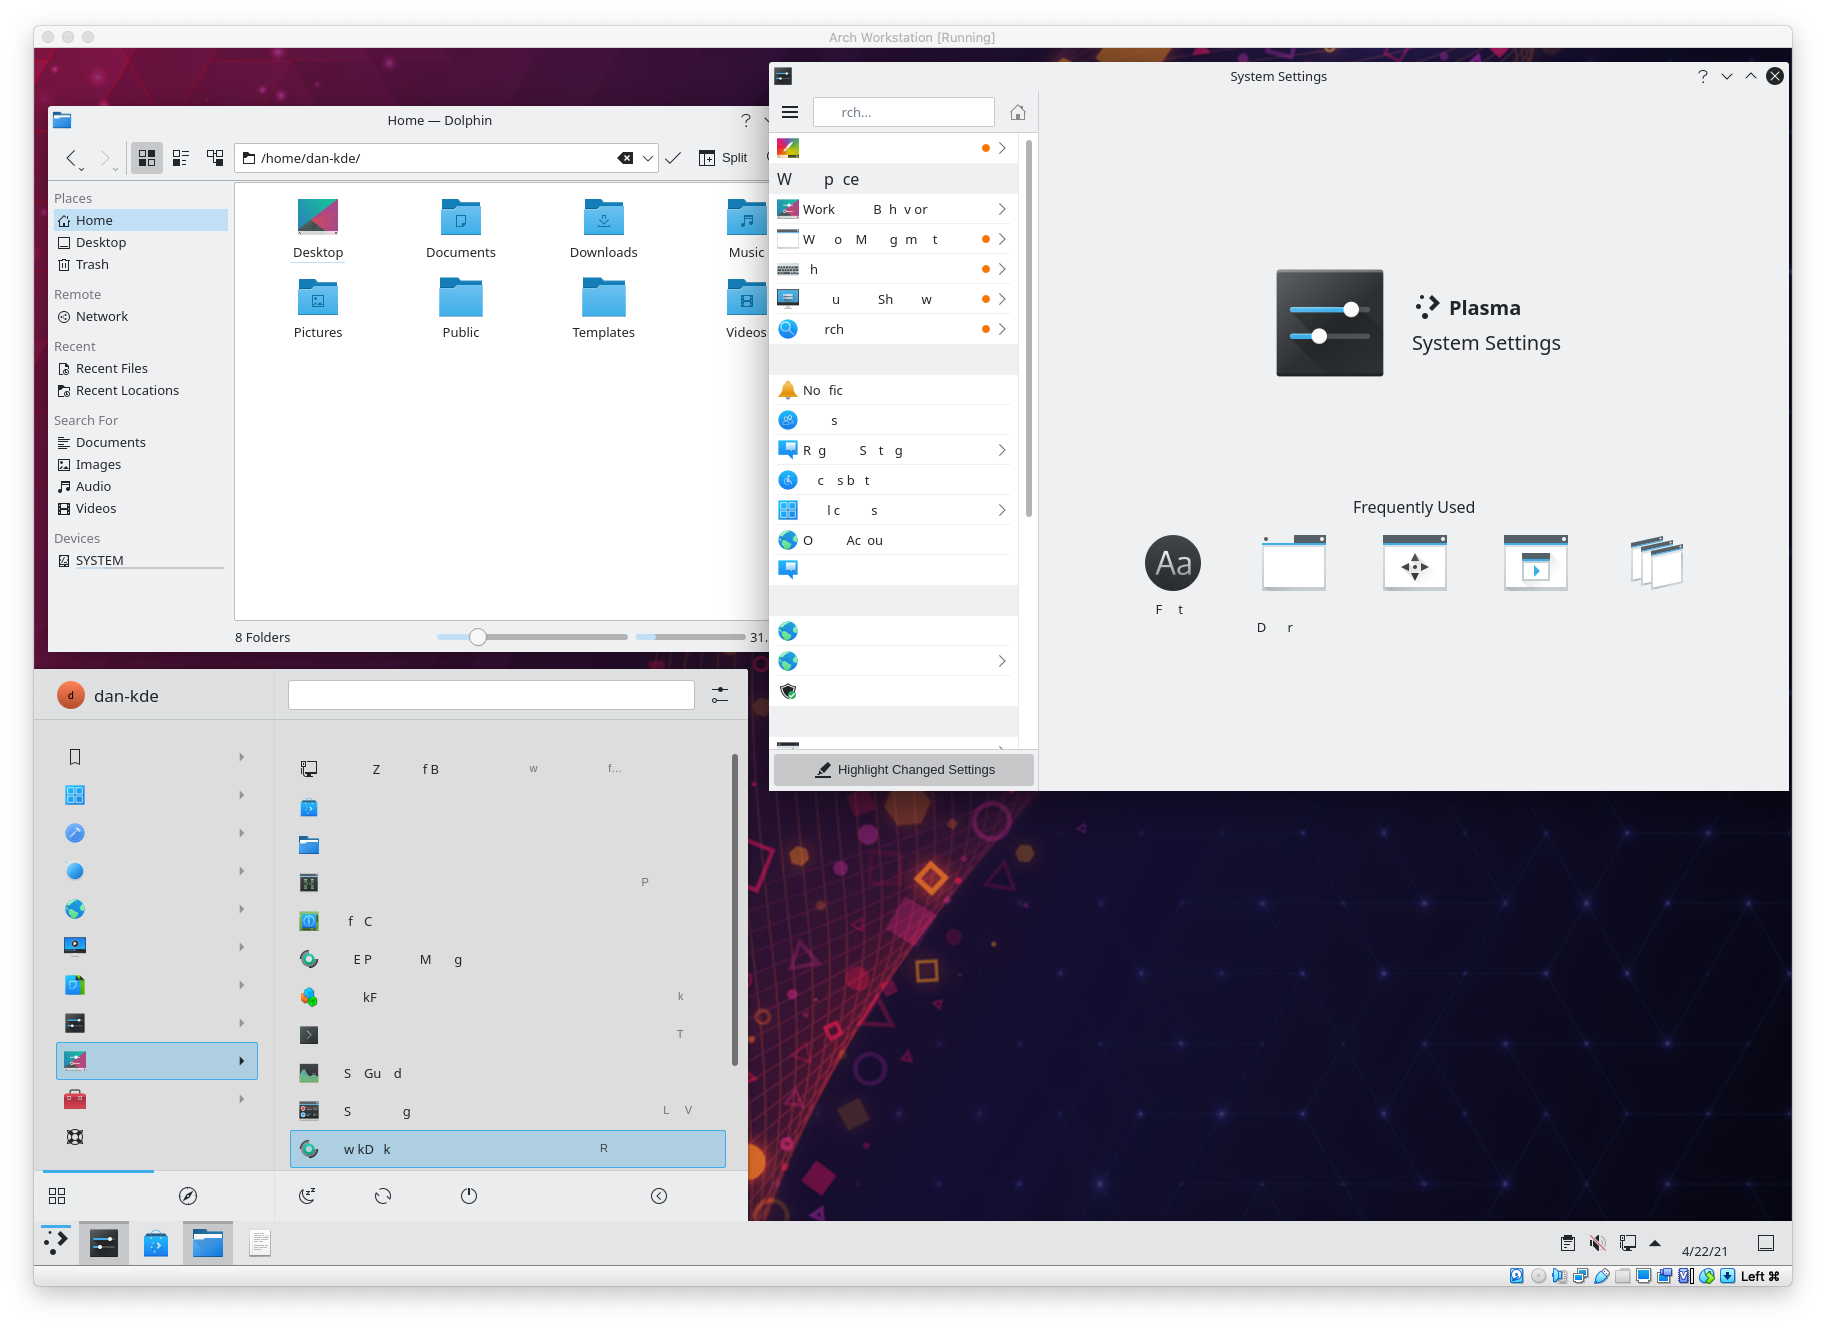 Arch Workstation [Running]
Home — Dolphin
/home/dan-kde/
Split
Places
Home
Desktop
Trash
Remote
Network
Recent
Recent Files
Recent Locations
Search For
Documents
Images
Audio
Videos
Devices
SYSTEM
Desktop
Documents
Downloads
Music
Pictures
Public
Templates
Videos
8 Folders
31.
System Settings
rch...
W p ce
Work B h v or
W o M g m t
h
u Sh w
rch
No fic
s
R g S t g
c s b t
l c s
O Ac ou
Highlight Changed Settings
Plasma
System Settings
Frequently Used
F t
D r
d
dan-kde
Z f B w f...
P
f C
E P M g
kF k
T
S Gu d
S g L V
w kD k R
4/22/21
Left ⌘